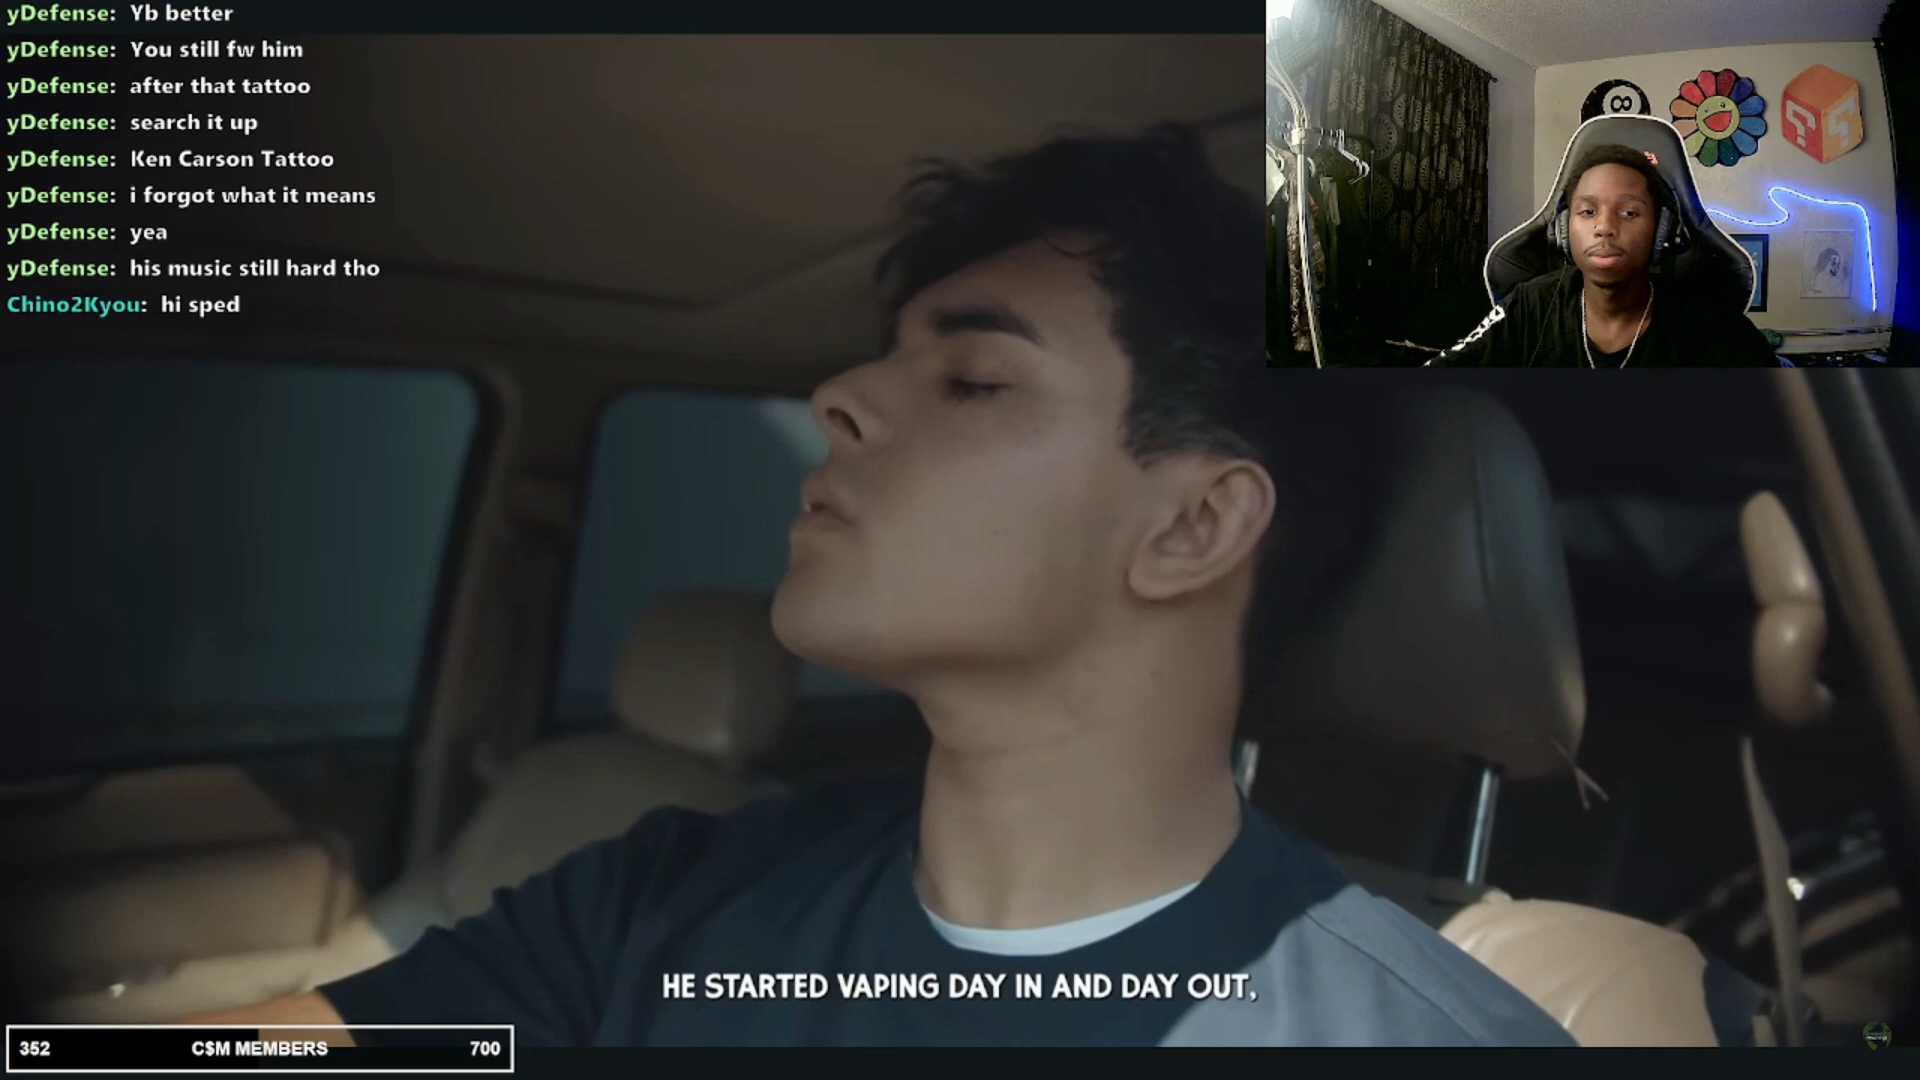 yDefense: Yb better
yDefense: You still fw him
yDefense: after that tattoo
yDefense: search it up
yDefense: Ken Carson Tattoo
yDefense: i forgot what it means
yDefense: yea
yDefense: his music still hard tho
Chino2Kyou: hi sped
8
? S
HE STARTED VAPING DAY IN AND DAY OUT,
352 C$M MEMBERS 700